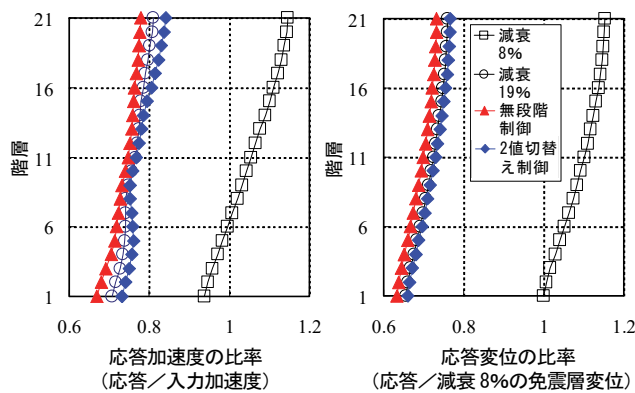 21
16
11
6
1
階層
0.6
0.8
1
1.2
応答加速度の比率
(応答／入力加速度)
21
16
11
6
1
階層
減衰
8%
減衰
19%
無段階
制御
2値切替
え制御
0.6
0.8
1
1.2
応答変位の比率
(応答／減衰8%の免震層変位)